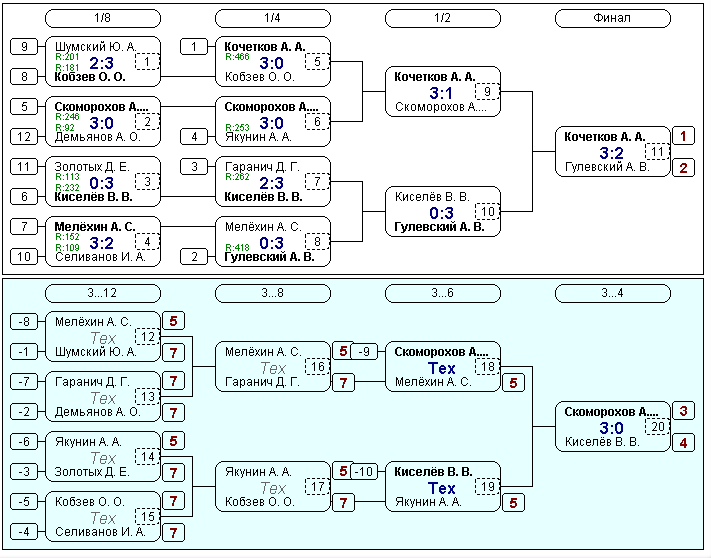 1/8 1/4 1/2 Финал
9 Шумский Ю. А. 1 Кочетков А. А.
R:201 R:181 2:3 1 R:466 3:0 5
8 Кобзев О. О. Кобзев О. О.
Кочетков А. А.
3:1 9
Скоморохов А....
5 Скоморохов А.... Скоморохов А....
R:246 R:92 3:0 2 R:253 3:0 6
12 Демьянов А. О. 4 Якунин А. А.
Кочетков А. А. 1
3:2 11
Гулевский А. В. 2
11 Золотых Д. Е. 3 Гаранич Д. Г.
R:113 R:232 0:3 3 R:262 2:3 7
6 Киселёв В. В. Киселёв В. В.
Киселёв В. В.
0:3 10
Гулевский А. В.
7 Мелёхин А. С. Мелёхин А. С.
R:152 R:109 3:2 4 R:418 0:3 8
10 Селиванов И. А. 2 Гулевский А. В.
3...12 3...8 3...6 3...4
-8 Мелёхин А. С. 5
Тех 12
-1 Шумский Ю. А. 7
Мелёхин А. С. 5 -9 Скоморохов А....
Тех 16 Тех 18
Гаранич Д. Г. 7 Мелёхин А. С. 5
-7 Гаранич Д. Г. 7
Тех 13
-2 Демьянов А. О. 7
Скоморохов А.... 3
3:0 20
Киселёв В. В. 4
-6 Якунин А. А. 5
Тех 14
-3 Золотых Д. Е. 7
Якунин А. А. 5 -10 Киселёв В. В.
Тех 17 Тех 19
Кобзев О. О. 7 Якунин А. А. 5
-5 Кобзев О. О. 7
Тех 15
-4 Селиванов И. А. 7